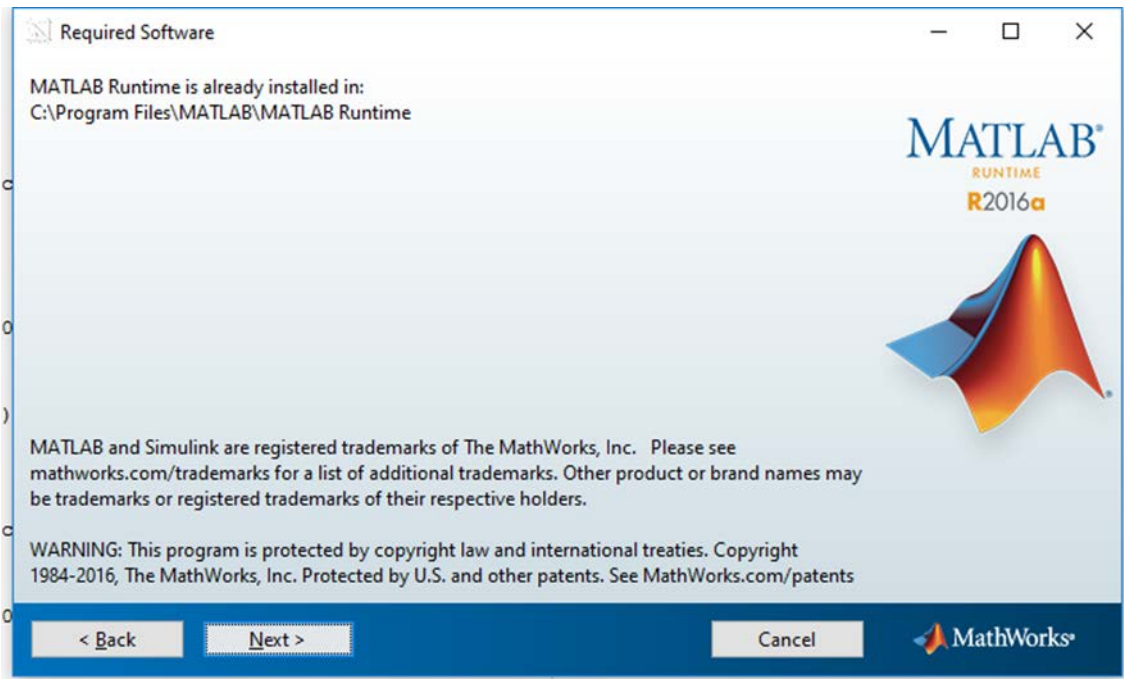 Required Software
MATLAB Runtime is already installed in:
C:\Program Files\MATLAB\MATLAB Runtime
MATLAB®
RUNTIME
R2016a
®
MATLAB and Simulink are registered trademarks of The MathWorks, Inc.   Please see
mathworks.com/trademarks for a list of additional trademarks. Other product or brand names may
be trademarks or registered trademarks of their respective holders.
WARNING: This program is protected by copyright law and international treaties. Copyright
1984-2016, The MathWorks, Inc. Protected by U.S. and other patents. See MathWorks.com/patents
< Back
Next >
Cancel
MathWorks®